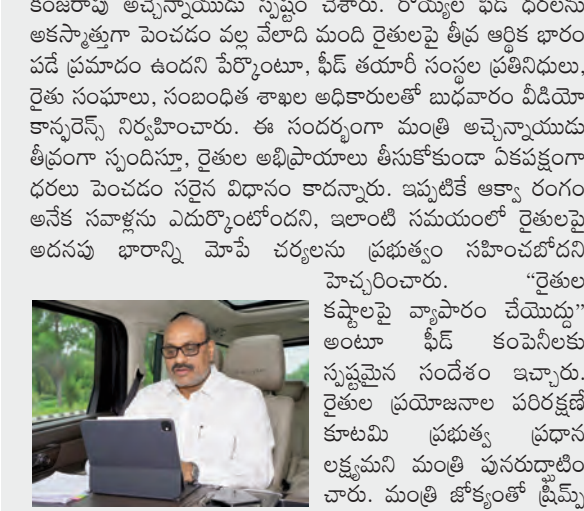 కింజరాపు అచ్చెన్నాయుడు స్పష్టం చేశారు. రొయ్యల ఫీడ్ ధరలను
అకస్మాత్తుగా పెంచడం వల్ల వేలాది మంది రైతులపై తీవ్ర ఆర్థిక భారం
పడే ప్రమాదం ఉందని పేర్కొంటూ, ఫీడ్ తయారీ సంస్థల ప్రతినిధులు,
రైతు సంఘాలు, సంబంధిత శాఖల అధికారులతో బుధవారం వీడియో
కాన్ఫరెన్స్ నిర్వహించారు. ఈ సందర్భంగా మంత్రి అచ్చెన్నాయుడు
తీవ్రంగా స్పందిస్తూ, రైతుల అభిప్రాయాలు తీసుకోకుండా ఏకపక్షంగా
ధరలు పెంచడం సరైన విధానం కాదన్నారు. ఇప్పటికే ఆక్వా రంగం
అనేక సవాళ్లను ఎదుర్కొంటోందని, ఇలాంటి సమయంలో రైతులపై
అదనపు భారాన్ని మోపే చర్యలను ప్రభుత్వం సహించబోదని
హెచ్చరించారు. “రైతుల
కష్టాలపై వ్యాపారం చేయొద్దు”
అంటూ ఫీడ్ కంపెనీలకు
స్పష్టమైన సందేశం ఇచ్చారు.
రైతుల ప్రయోజనాల పరిరక్షణే
కూటమి ప్రభుత్వ ప్రధాన
లక్ష్యమని మంత్రి పునరుద్ఘాటిం
చారు. మంత్రి జోక్యంతో ష్రిమ్ప్